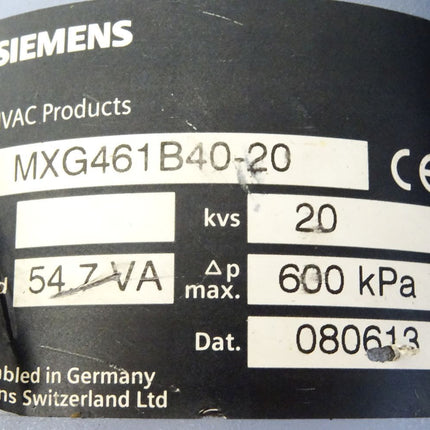 SIEMENS
VAC Products
MXG461B40-20 CE
kvs 20
d 54.7 VA Δp max. 600 kPa
Dat. 080613
bled in Germany
ns Switzerland Ltd